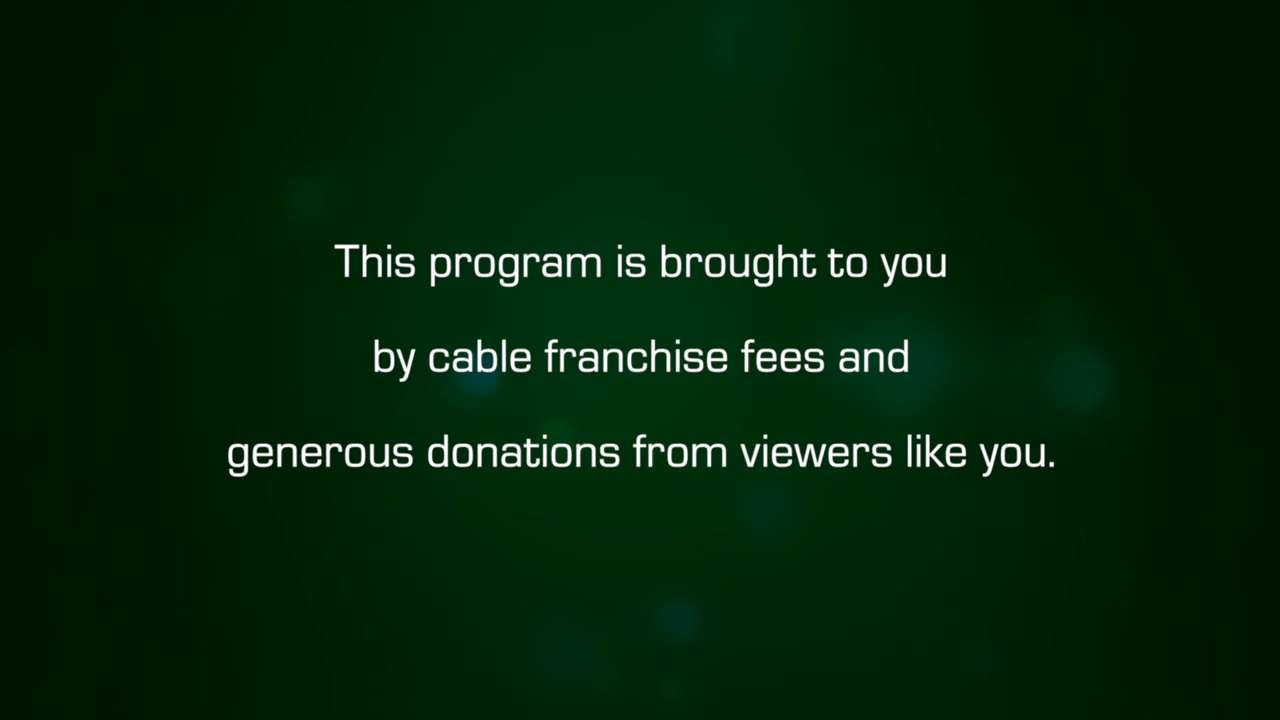 This program is brought to you
by cable franchise fees and
generous donations from viewers like you.